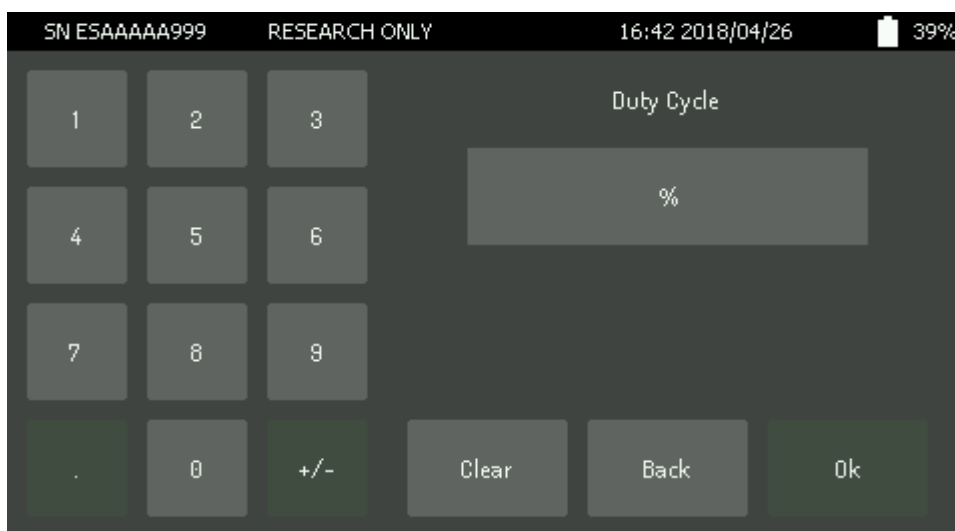 SN ESAAAAA999 RESEARCH ONLY 16:42 2018/04/26 39%
Duty Cycle
1 2 3
%
4 5 6
7 8 9
. 0 +/- Clear Back Ok